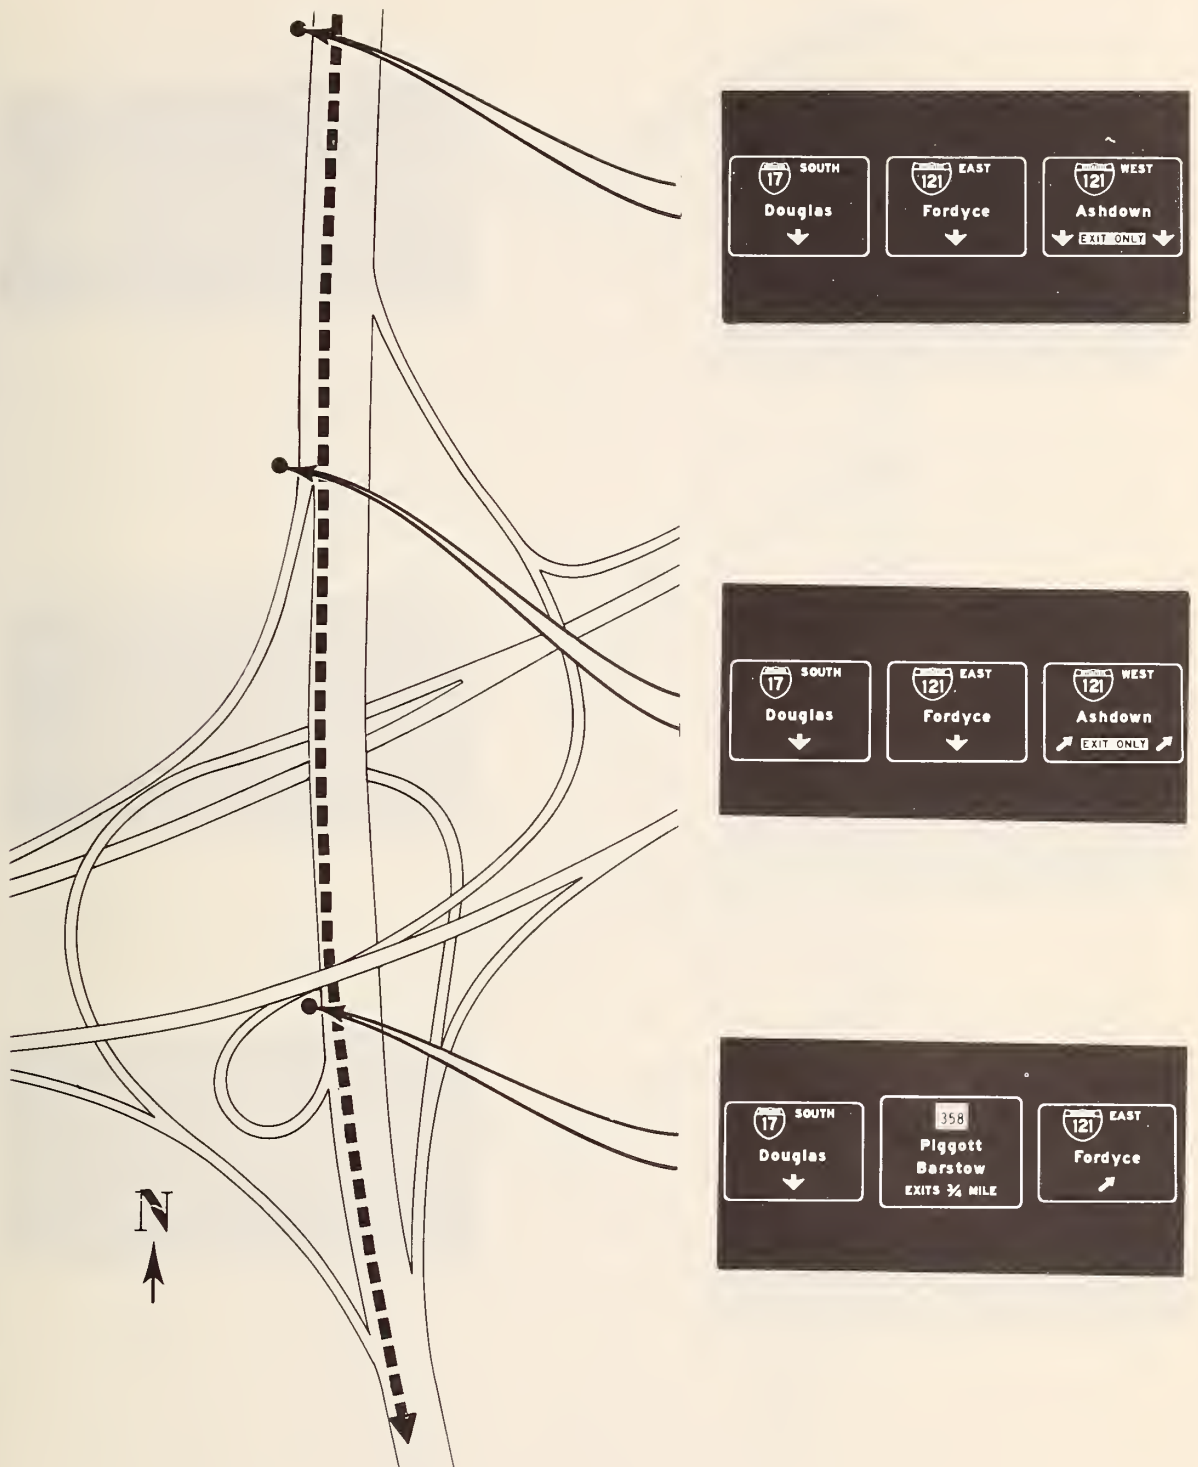 17 SOUTH
Douglas
121 EAST
Fordyce
121 WEST
Ashdown
EXIT ONLY
17 SOUTH
Douglas
121 EAST
Fordyce
121 WEST
Ashdown
EXIT ONLY
17 SOUTH
Douglas
358
Piggott
Barstow
EXITS ¾ MILE
121 EAST
Fordyce
N